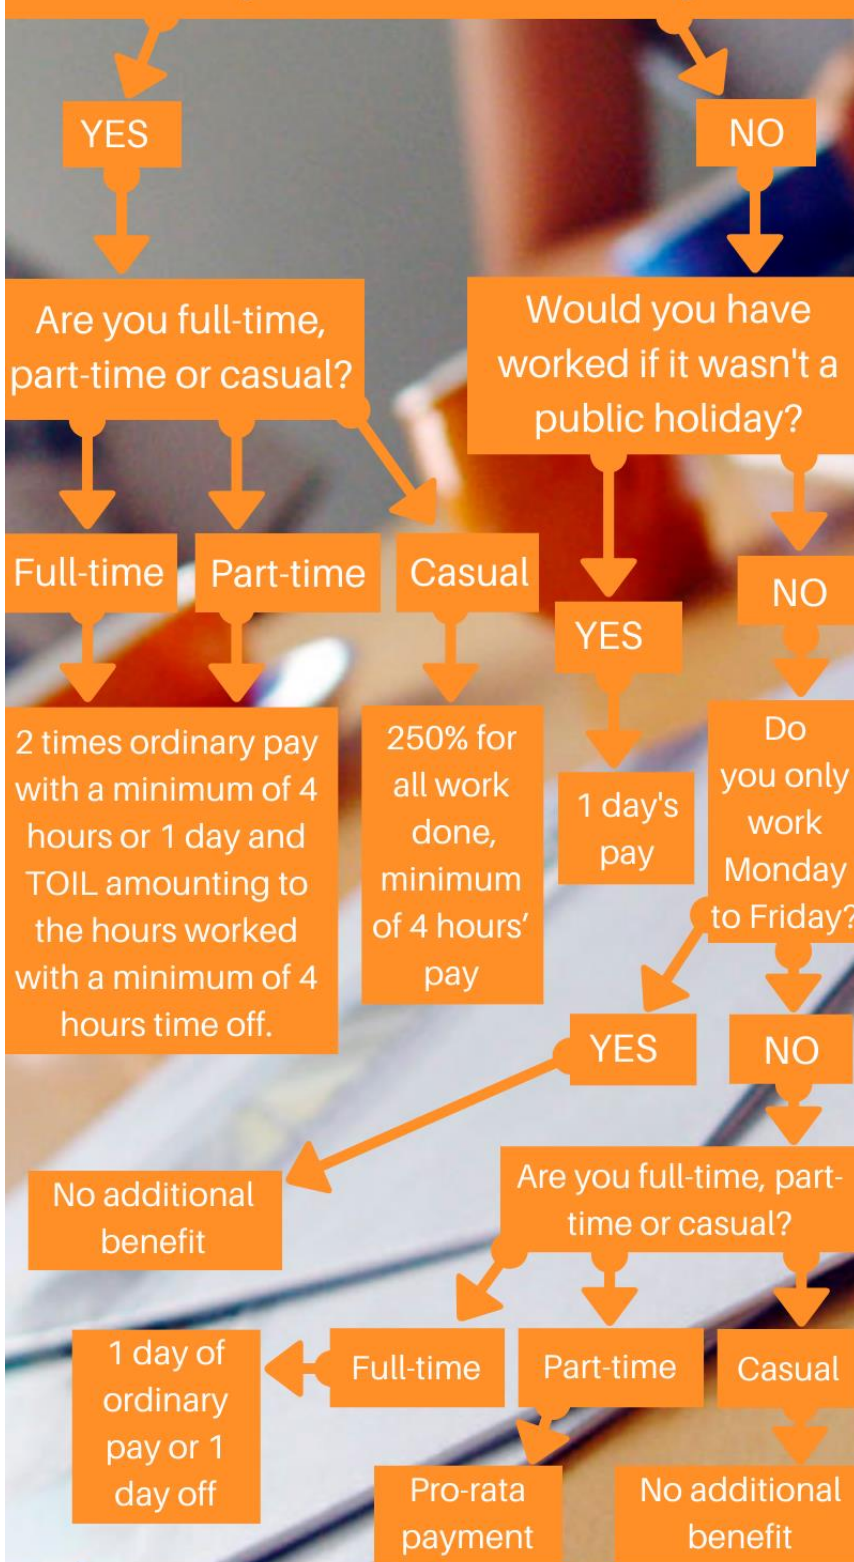 YES
NO
Are you full-time,
part-time or casual?
Would you have
worked if it wasn't a
public holiday?
Full-time
Part-time
Casual
YES
NO
2 times ordinary pay
with a minimum of 4
hours or 1 day and
TOIL amounting to
the hours worked
with a minimum of 4
hours time off.
250% for
all work
done,
minimum
of 4 hours’
pay
1 day's
pay
Do
you only
work
Monday
to Friday?
YES
NO
No additional
benefit
Are you full-time, part-
time or casual?
Full-time
Part-time
Casual
1 day of
ordinary
pay or 1
day off
Pro-rata
payment
No additional
benefit